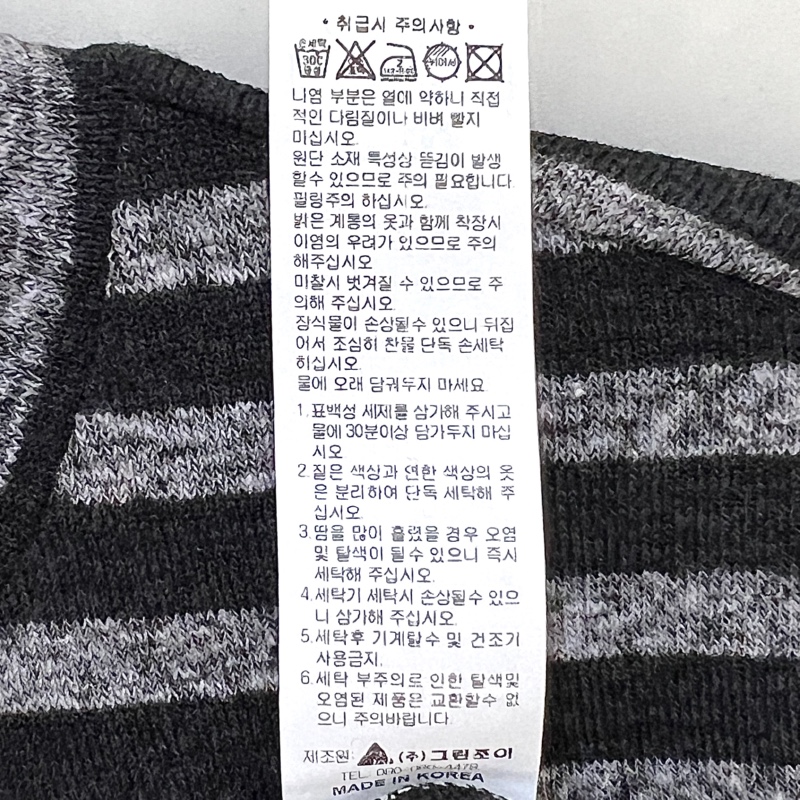 • 취급시 주의사항 •
손세탁
30℃
중성
2
니염 부분은 열에 약하니 직접
적인 다림질이나 비벼 빨지
미십시오.
원단 소재 특성상 뜯김이 발생
할수 있으므로 주의 필요합니다.
필링주의 하십시오
밝은 계통의 옷과 함께 착장시
이염의 우려가 있으므로 주의
해주십시오
미찰시 벗겨질 수 있으므로 주
의해 주십시오.
장식물이 손상될수 있으니 뒤집
어서 조심히 찬물 단독 손세탁
히십시오.
물에 오래 담궈두지 마세요
1.표백성 세제를 삼가해 주시고
물에 30분이상 담가두지 마십
시오
2.짙은 색상과 연한 색상의 옷
은 분리하여 단독 세탁해 주
십시오
3.땀을 많이 흘렸을 경우 오염
및 탈색이 될수 있으니 즉시
세탁해 주십시오.
4.세탁기 세탁시 손상될수 있으
니 삼가해 주십시오.
5.세탁후 기계탈수 및 건조기
사용금지.
6.세탁 부주의로 인한 탈색및
오염된 제품은 교환할수 없
으니 주의바랍니다.
제조원: (주)그린조이
TEL
MADE IN KOREA